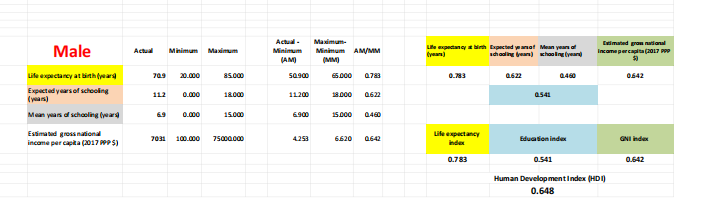 Male Actual Minimum Maximum Actual - Minimum (AM) Maximum- Minimum (MM) AM/MM
Life expectancy at birth (years) 70.9 20.000 85.000 50.900 65.000 0.783
Expected years of schooling (years) 11.2 0.000 18.000 11.200 18.000 0.622
Mean years of schooling (years) 6.9 0.000 15.000 6.900 15.000 0.460
Estimated gross national income per capita (2017 PPP $) 7031 100.000 75000.000 4.253 6.620 0.642
Life expectancy at birth (years) Expected years of schooling (years) Mean years of schooling (years) Estimated gross national income per capita (2017 PPP $)
0.783 0.622 0.460 0.642
0.541
Life expectancy index Education index GNI index
0.783 0.541 0.642
Human Development Index (HDI)
0.648